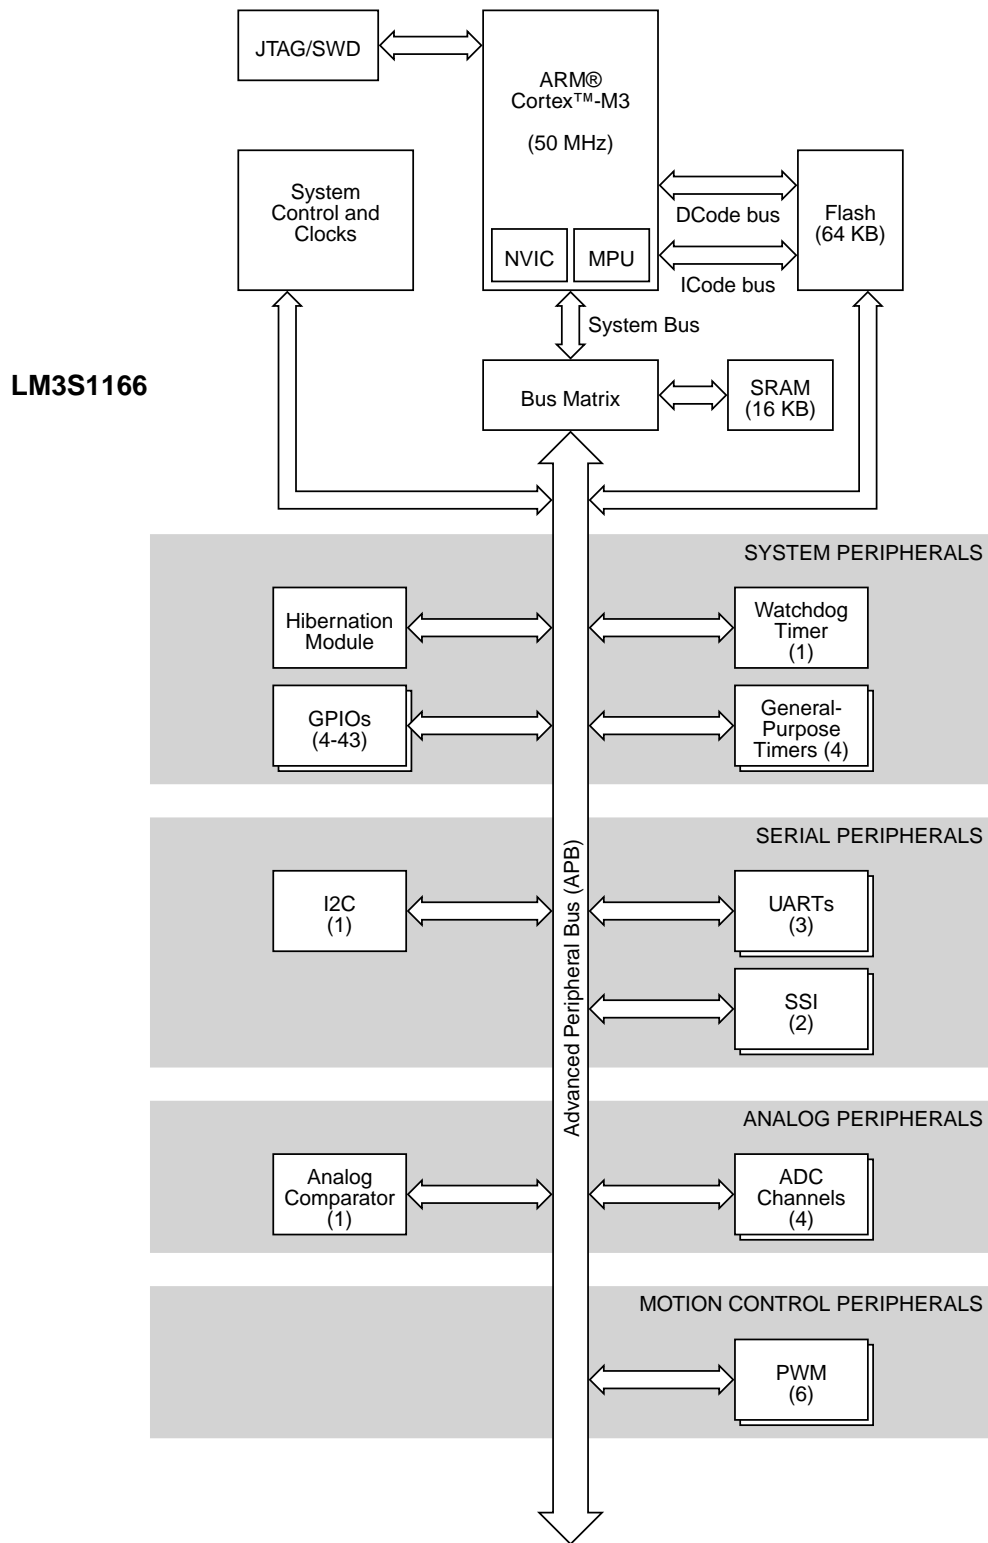 JTAG/SWD
ARM®
Cortex™-M3
(50 MHz)
System
Control and
Clocks
DCode bus
Flash
(64 KB)
NVIC
MPU
ICode bus
System Bus
LM3S1166
Bus Matrix
SRAM
(16 KB)
SYSTEM PERIPHERALS
Hibernation
Module
Watchdog
Timer
(1)
GPIOs
(4-43)
General-
Purpose
Timers (4)
Advanced Peripheral Bus (APB)
SERIAL PERIPHERALS
I2C
(1)
UARTs
(3)
SSI
(2)
ANALOG PERIPHERALS
Analog
Comparator
(1)
ADC
Channels
(4)
MOTION CONTROL PERIPHERALS
PWM
(6)